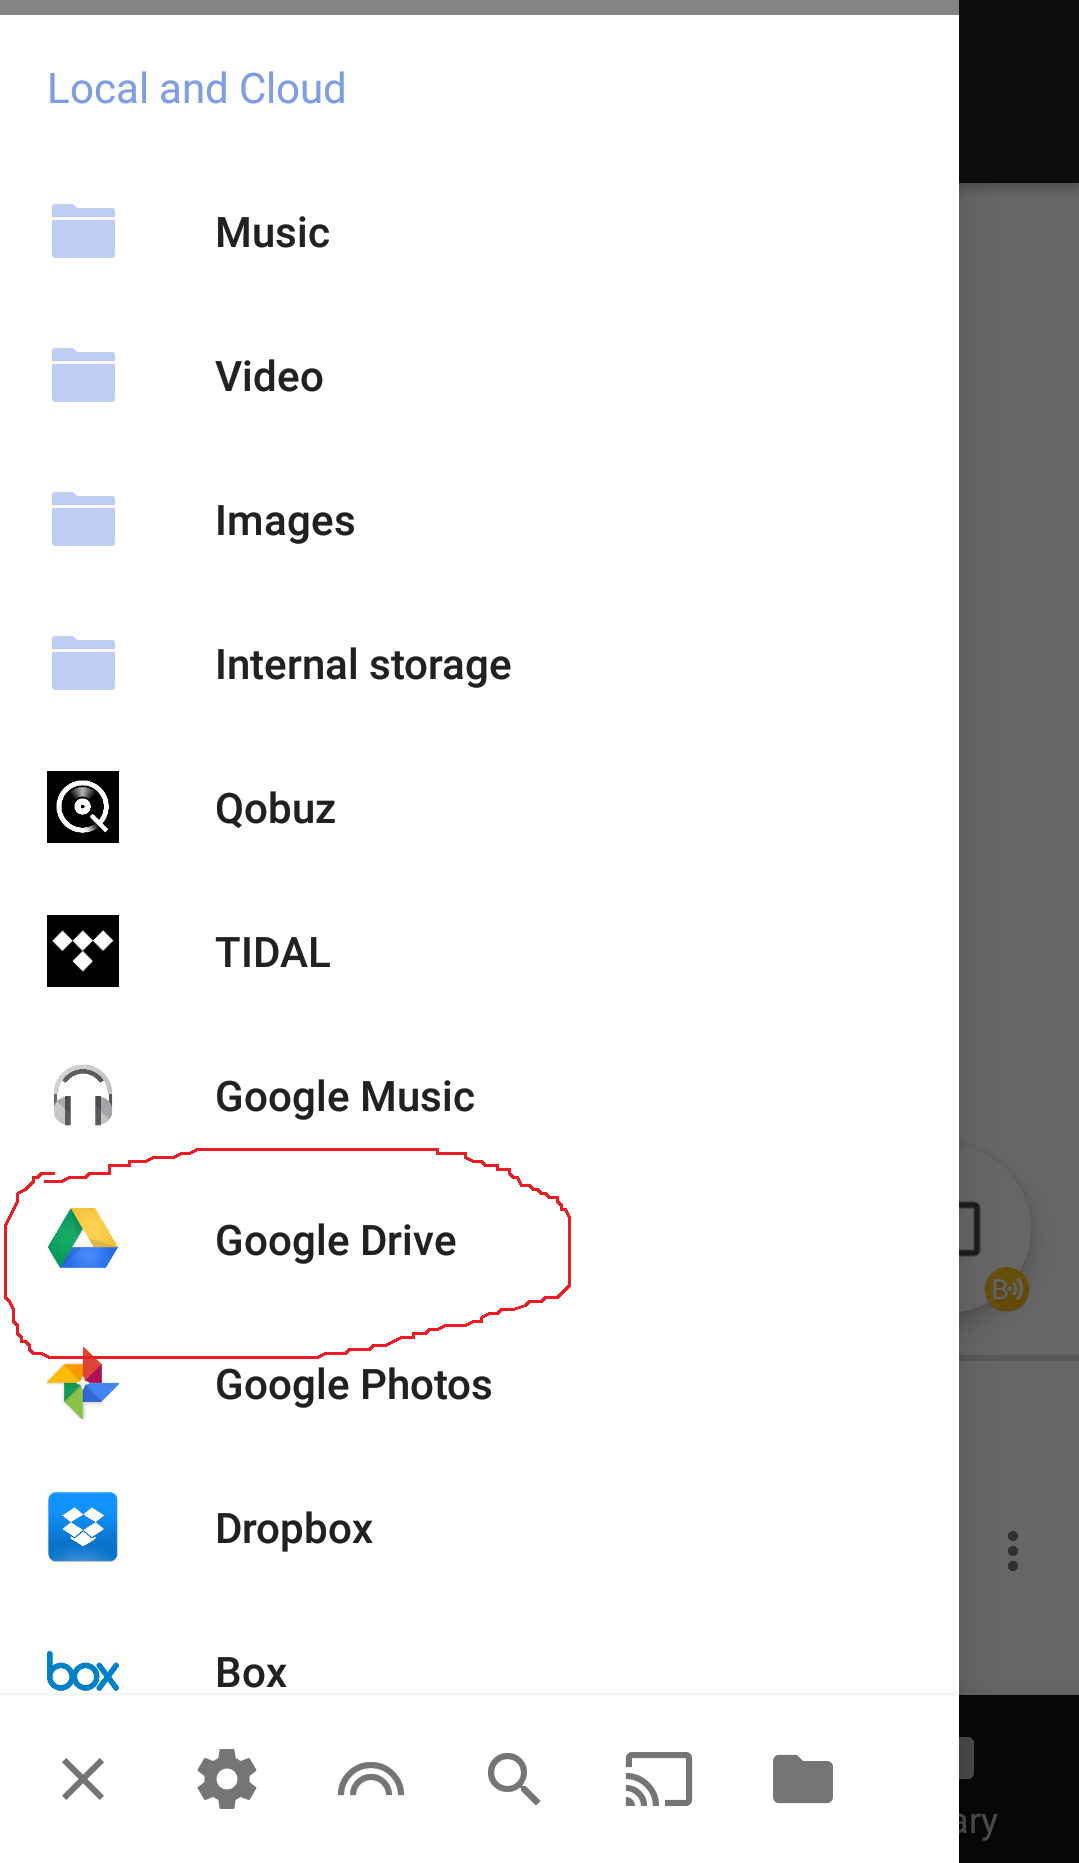 Local and Cloud
Music
Video
Images
Internal storage
Qobuz
TIDAL
Google Music
Google Drive
Google Photos
Dropbox
box
Box
B
ary